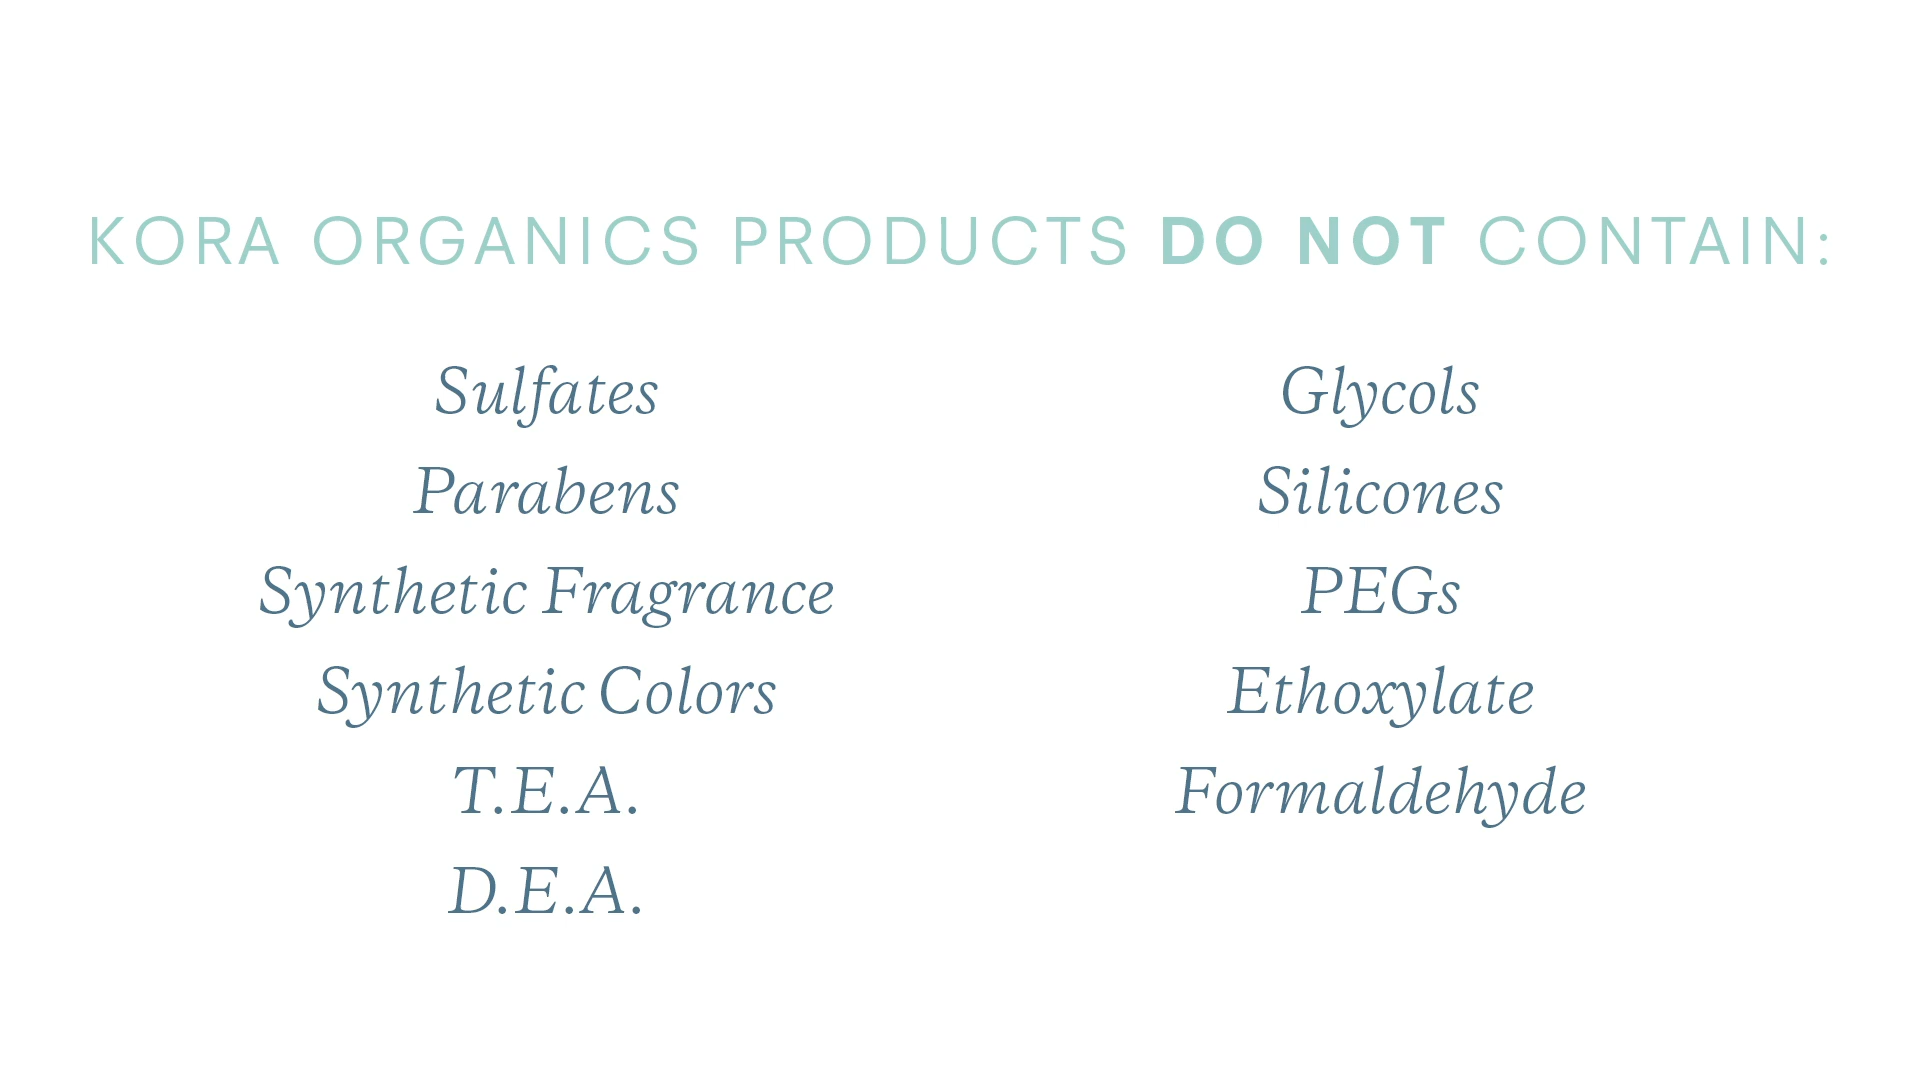 KORA ORGANICS PRODUCTS DO NOT CONTAIN:
Sulfates
Parabens
Synthetic Fragrance
Synthetic Colors
T.E.A.
D.E.A.
Glycols
Silicones
PEGs
Ethoxylate
Formaldehyde